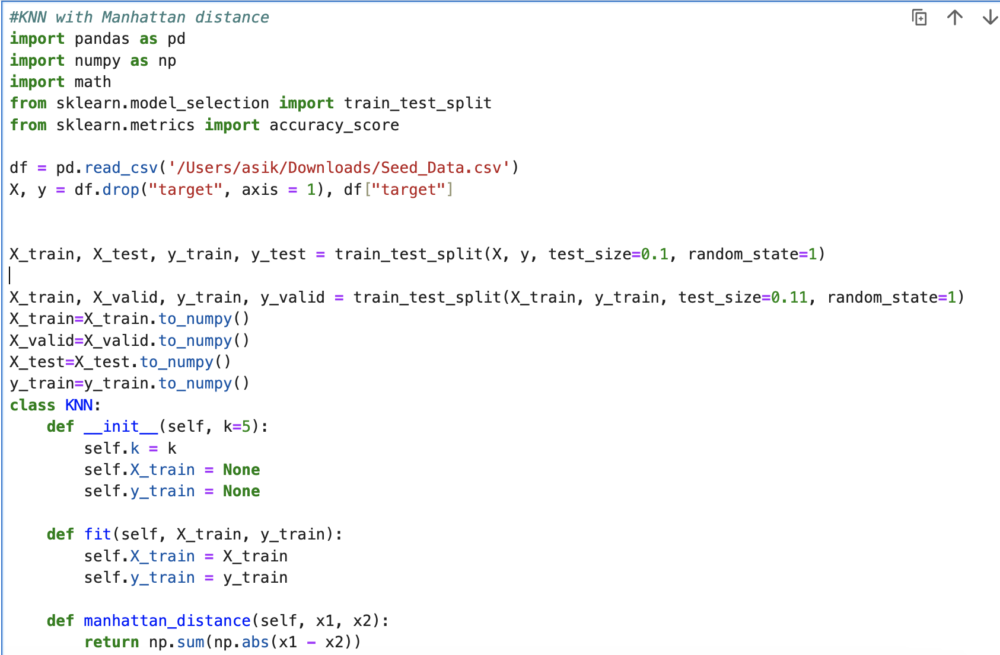 #KNN with Manhattan distance
import pandas as pd
import numpy as np
import math
from sklearn.model_selection import train_test_split
from sklearn.metrics import accuracy_score
df = pd.read_csv('/Users/asik/Downloads/Seed_Data.csv')
X, y = df.drop("target", axis = 1), df["target"]
X_train, X_test, y_train, y_test = train_test_split(X, y, test_size=0.1, random_state=1)
X_train, X_valid, y_train, y_valid = train_test_split(X_train, y_train, test_size=0.11, random_state=1)
X_train=X_train.to_numpy()
X_valid=X_valid.to_numpy()
X_test=X_test.to_numpy()
y_train=y_train.to_numpy()
class KNN:
    def __init__(self, k=5):
        self.k = k
        self.X_train = None
        self.y_train = None
    def fit(self, X_train, y_train):
        self.X_train = X_train
        self.y_train = y_train
    def manhattan_distance(self, x1, x2):
        return np.sum(np.abs(x1 - x2))